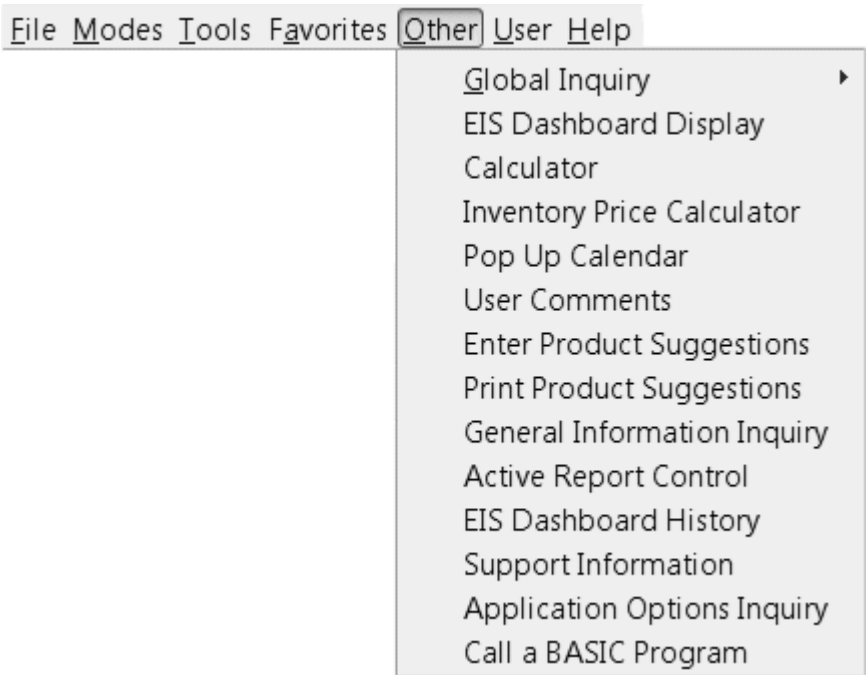 File Modes Tools Favorites Other User Help
Global Inquiry
EIS Dashboard Display
Calculator
Inventory Price Calculator
Pop Up Calendar
User Comments
Enter Product Suggestions
Print Product Suggestions
General Information Inquiry
Active Report Control
EIS Dashboard History
Support Information
Application Options Inquiry
Call a BASIC Program